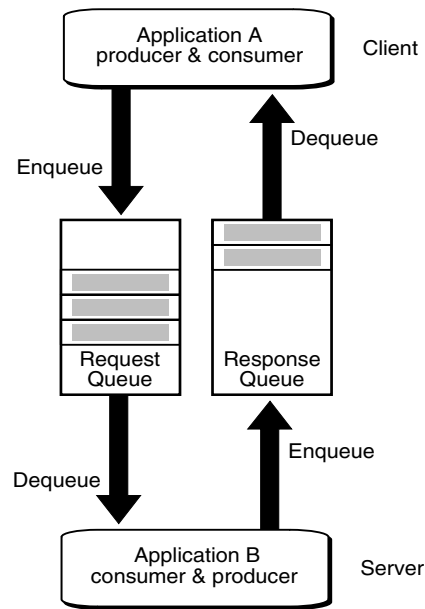 Application A
producer & consumer
Client
Dequeue
Enqueue
Request
Queue
Response
Queue
Enqueue
Dequeue
Application B
consumer & producer
Server